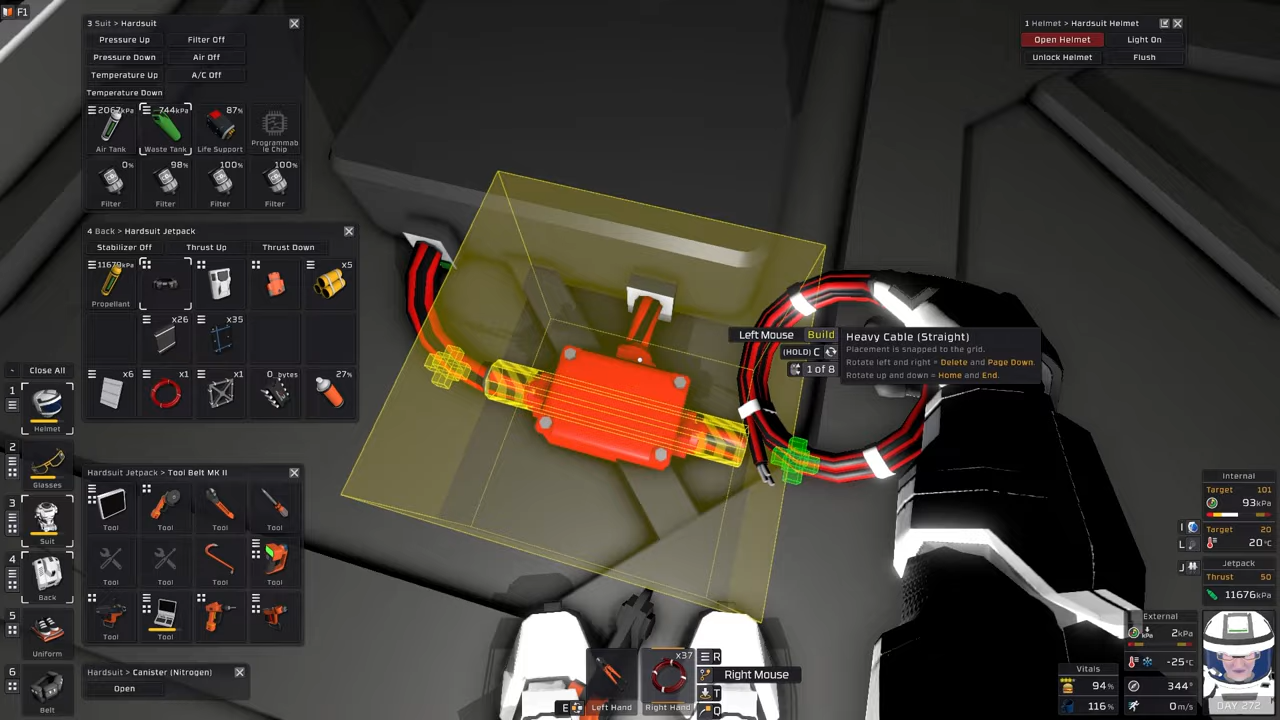 F1
3 Suit > Hardsuit
Pressure Up
Filter Off
Pressure Down
Air Off
Temperature Up
A/C Off
Temperature Down
2067kPa
744kPa
87%
Air Tank
Waste Tank
Life Support
Programmab
le Chip
0%
98%
100%
100%
Filter
Filter
Filter
Filter
4 Back > Hardsuit Jetpack
Stabilizer Off
Thrust Up
Thrust Down
x5
Propellant
x26
x35
x6
x1
x1
0 bytes
27%
Hardsuit Jetpack > Tool Belt MK II
Tool
Tool
Tool
Tool
Tool
Tool
Tool
Tool
Tool
Tool
Tool
Tool
Hardsuit > Canister (Nitrogen)
Open
Close All
1
Helmet
2
Glasses
3
Suit
4
Back
5
Uniform
6
Belt
1 Helmet > Hardsuit Helmet
Open Helmet
Light On
Unlock Helmet
Flush
Left Mouse
Build
(HOLD) C
1 of 8
Heavy Cable (Straight)
Placement is snapped to the grid.
Rotate left and right = Delete and Page Down.
Rotate up and down = Home and End.
x37
R
Right Mouse
T
Q
E
Left Hand
Right Hand
Internal
Target 101
93kPa
Target 20
20°C
I
L
J
Jetpack
Thrust 50
11676kPa
External
2kPa
-25°C
344°
0m/s
Vitals
94%
116%
DAY 272